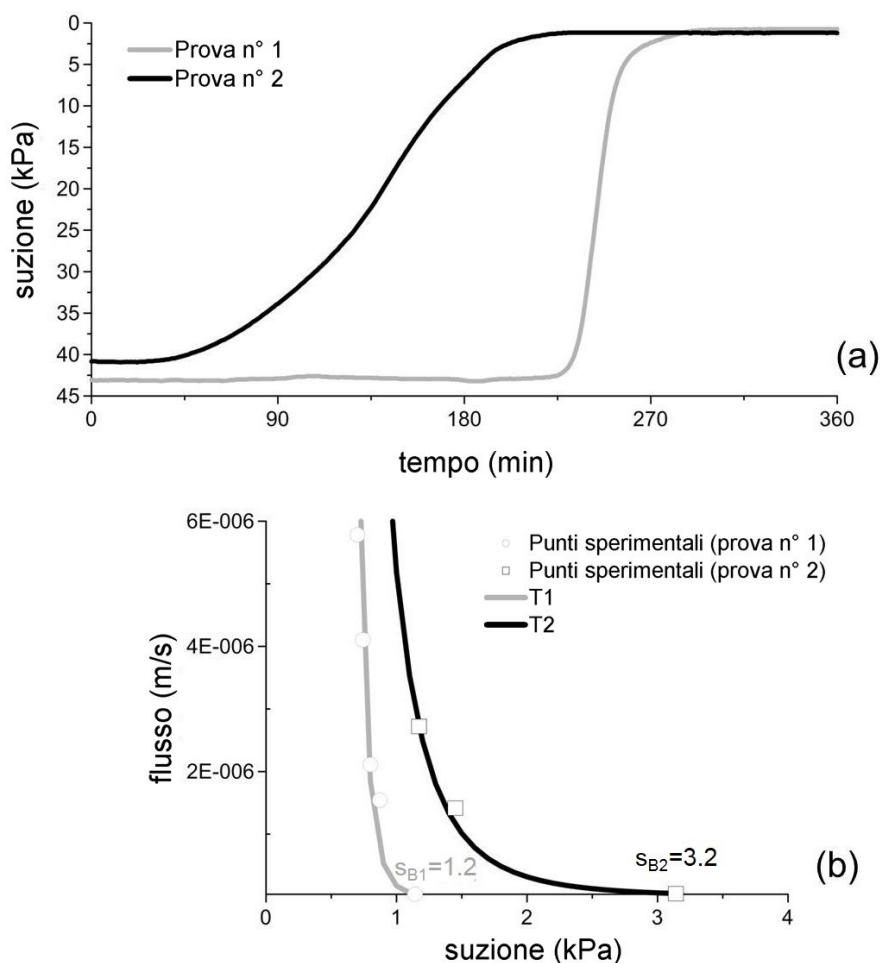 0
5
10
15
20
25
30
35
40
45
suzione (kPa)
Prova n° 1
Prova n° 2
(a)
0 90 180 270 360
tempo (min)
6E-006
4E-006
2E-006
flusso (m/s)
Punti sperimentali (prova n° 1)
Punti sperimentali (prova n° 2)
T1
T2
sB1=1.2
sB2=3.2
(b)
0 1 2 3 4
suzione (kPa)